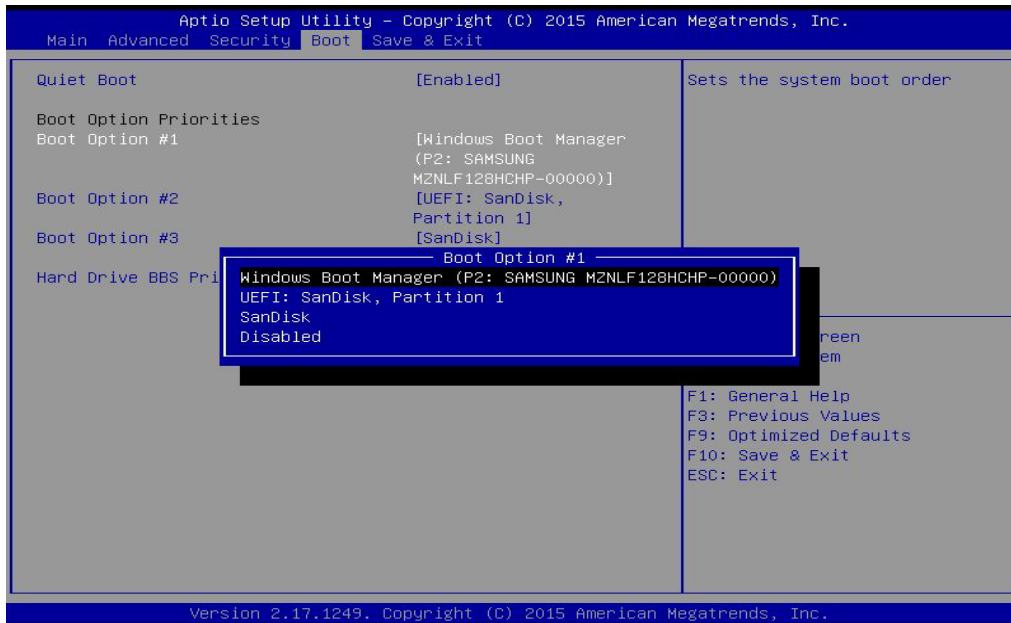 Aptio Setup Utility – Copyright (C) 2015 American Megatrends, Inc.
Main Advanced Security Boot Save & Exit
Quiet Boot [Enabled]
Sets the system boot order
Boot Option Priorities
Boot Option #1 [Windows Boot Manager
(P2: SAMSUNG
MZNLF128HCHP-00000)]
Boot Option #2 [UEFI: SanDisk,
Partition 1]
Boot Option #3 [SanDisk]
Hard Drive BBS Pri
Boot Option #1
Windows Boot Manager (P2: SAMSUNG MZNLF128HCHP-00000)
UEFI: SanDisk, Partition 1
SanDisk
Disabled
reen
em
F1: General Help
F3: Previous Values
F9: Optimized Defaults
F10: Save & Exit
ESC: Exit
Version 2.17.1249. Copyright (C) 2015 American Megatrends, Inc.